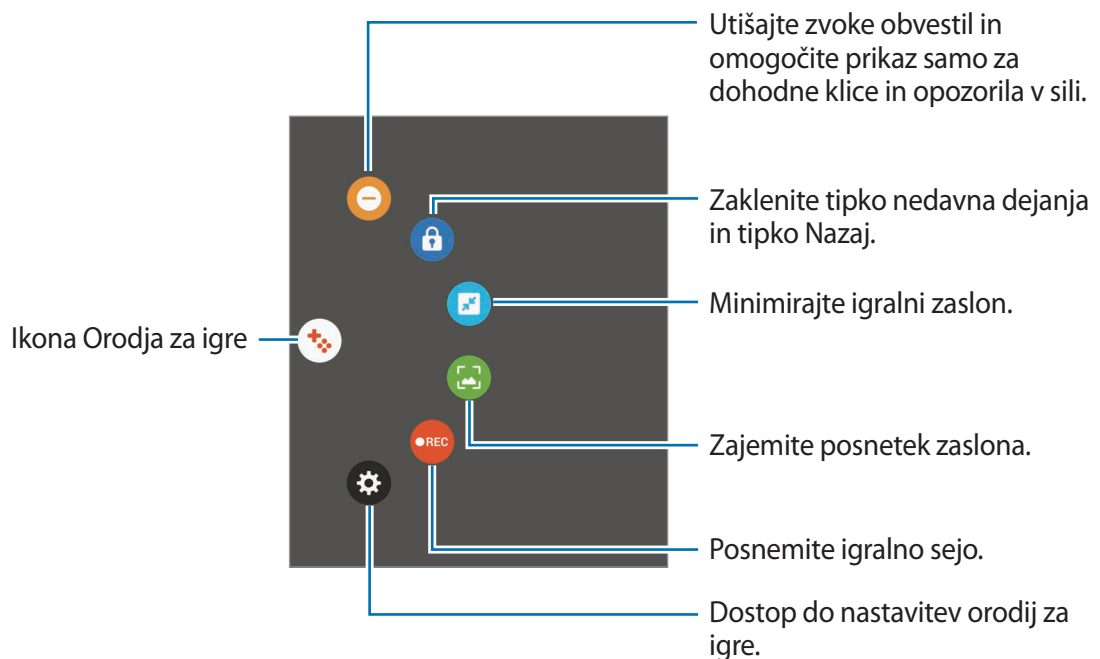 Utišajte zvoke obvestil in
omogočite prikaz samo za
dohodne klice in opozorila v sili.
Zaklenite tipko nedavna dejanja
in tipko Nazaj.
Minimirajte igralni zaslon.
Ikona Orodja za igre
Zajemite posnetek zaslona.
REC
Posnemite igralno sejo.
Dostop do nastavitev orodij za
igre.